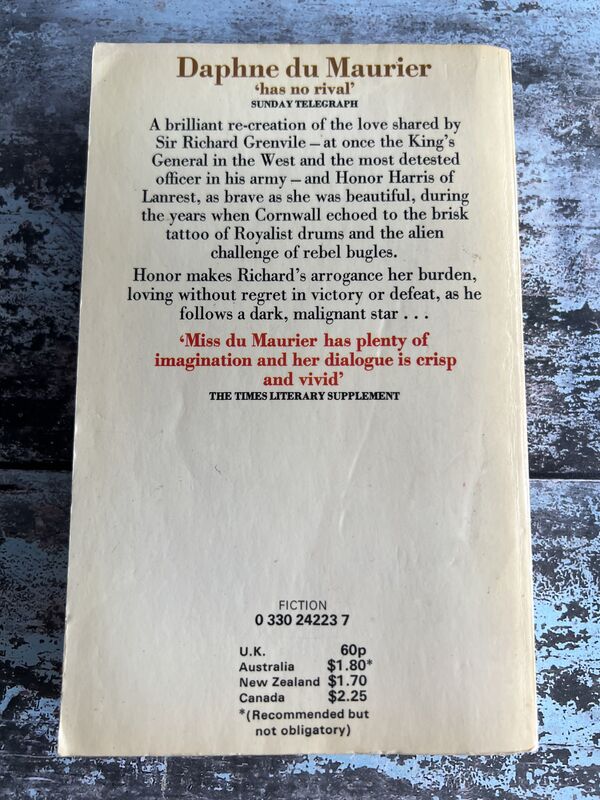 Daphne du Maurier
‘has no rival’
SUNDAY TELEGRAPH
A brilliant re-creation of the love shared by
Sir Richard Grenvile – at once the King's
General in the West and the most detested
officer in his army – and Honor Harris of
Lanrest, as brave as she was beautiful, during
the years when Cornwall echoed to the brisk
tattoo of Royalist drums and the alien
challenge of rebel bugles.
Honor makes Richard's arrogance her burden,
loving without regret in victory or defeat, as he
follows a dark, malignant star . . .
‘Miss du Maurier has plenty of
imagination and her dialogue is crisp
and vivid’
THE TIMES LITERARY SUPPLEMENT
FICTION
0 330 24223 7
U.K. 60p
Australia $1.80*
New Zealand $1.70
Canada $2.25
*(Recommended but
not obligatory)